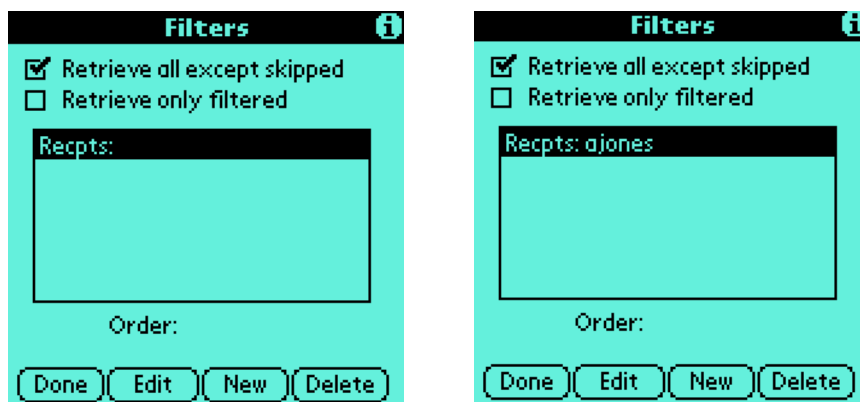 Filters
Retrieve all except skipped
Retrieve only filtered
Recpts:
Order:
Done Edit New Delete
Filters
Retrieve all except skipped
Retrieve only filtered
Recpts: ajones
Order:
Done Edit New Delete